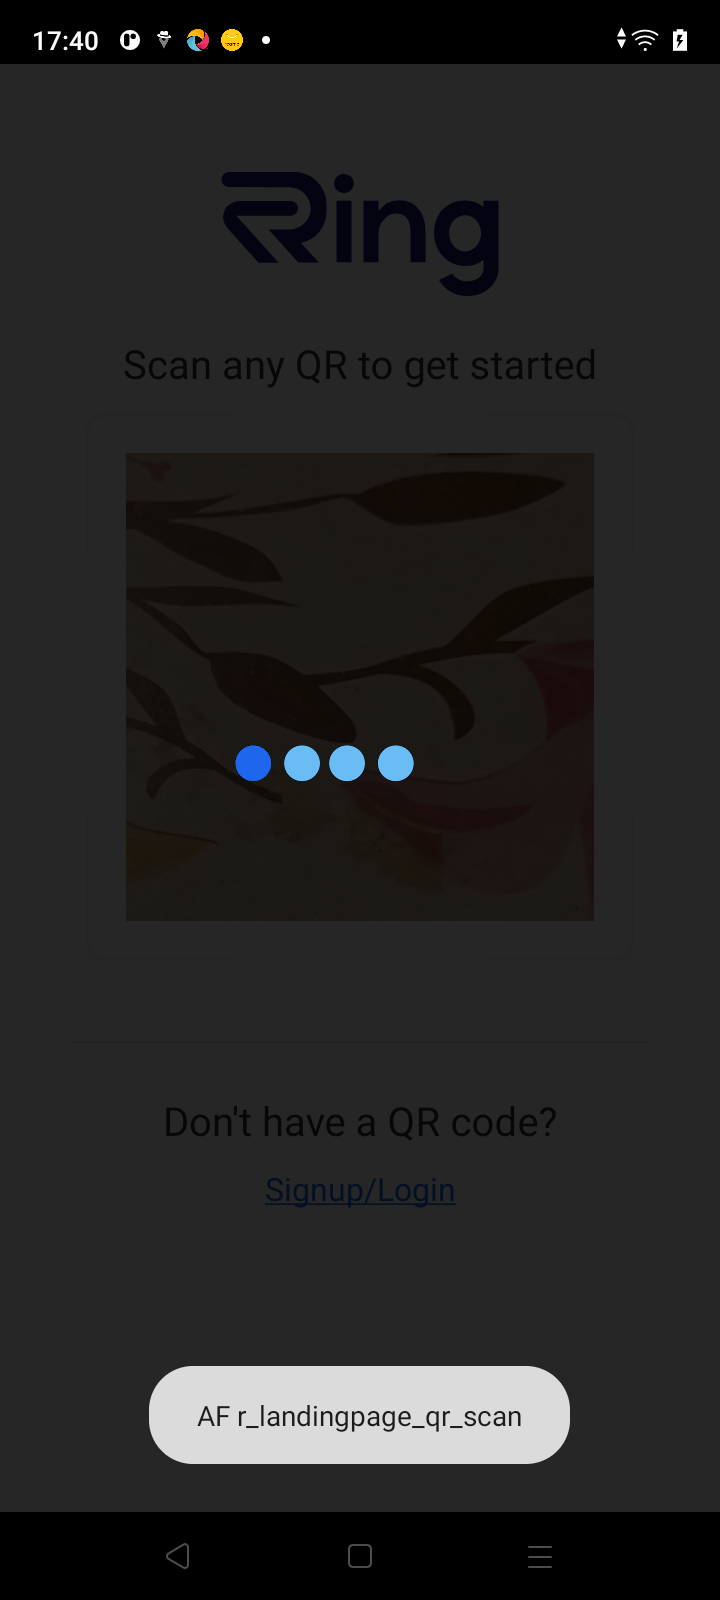 17:40
Ring
Scan any QR to get started
Don't have a QR code?
Signup/Login
AF r_landingpage_qr_scan